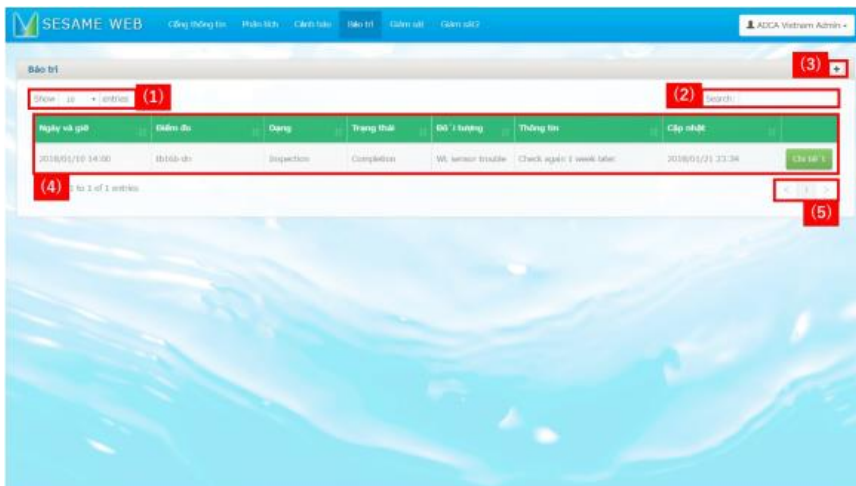 SESAME WEB Cổng thông tin Phân tích Cảnh báo Bảo trì Giám sát Giám sát2 ADCA Vietnam Admin
Bảo trì (3) +
Show 10 entries (1) (2) Search:
Ngày và giờ Điểm đo Dạng Trạng thái Đố´i tượng Thông tin Cập nhật
2018/01/10 14:00 Inspection Completion WL sensor trouble Check again 1 week later. 2018/01/21 23:34 Chi tiế´t
(4) 1 to 1 of 1 entries < 1 >
(5)